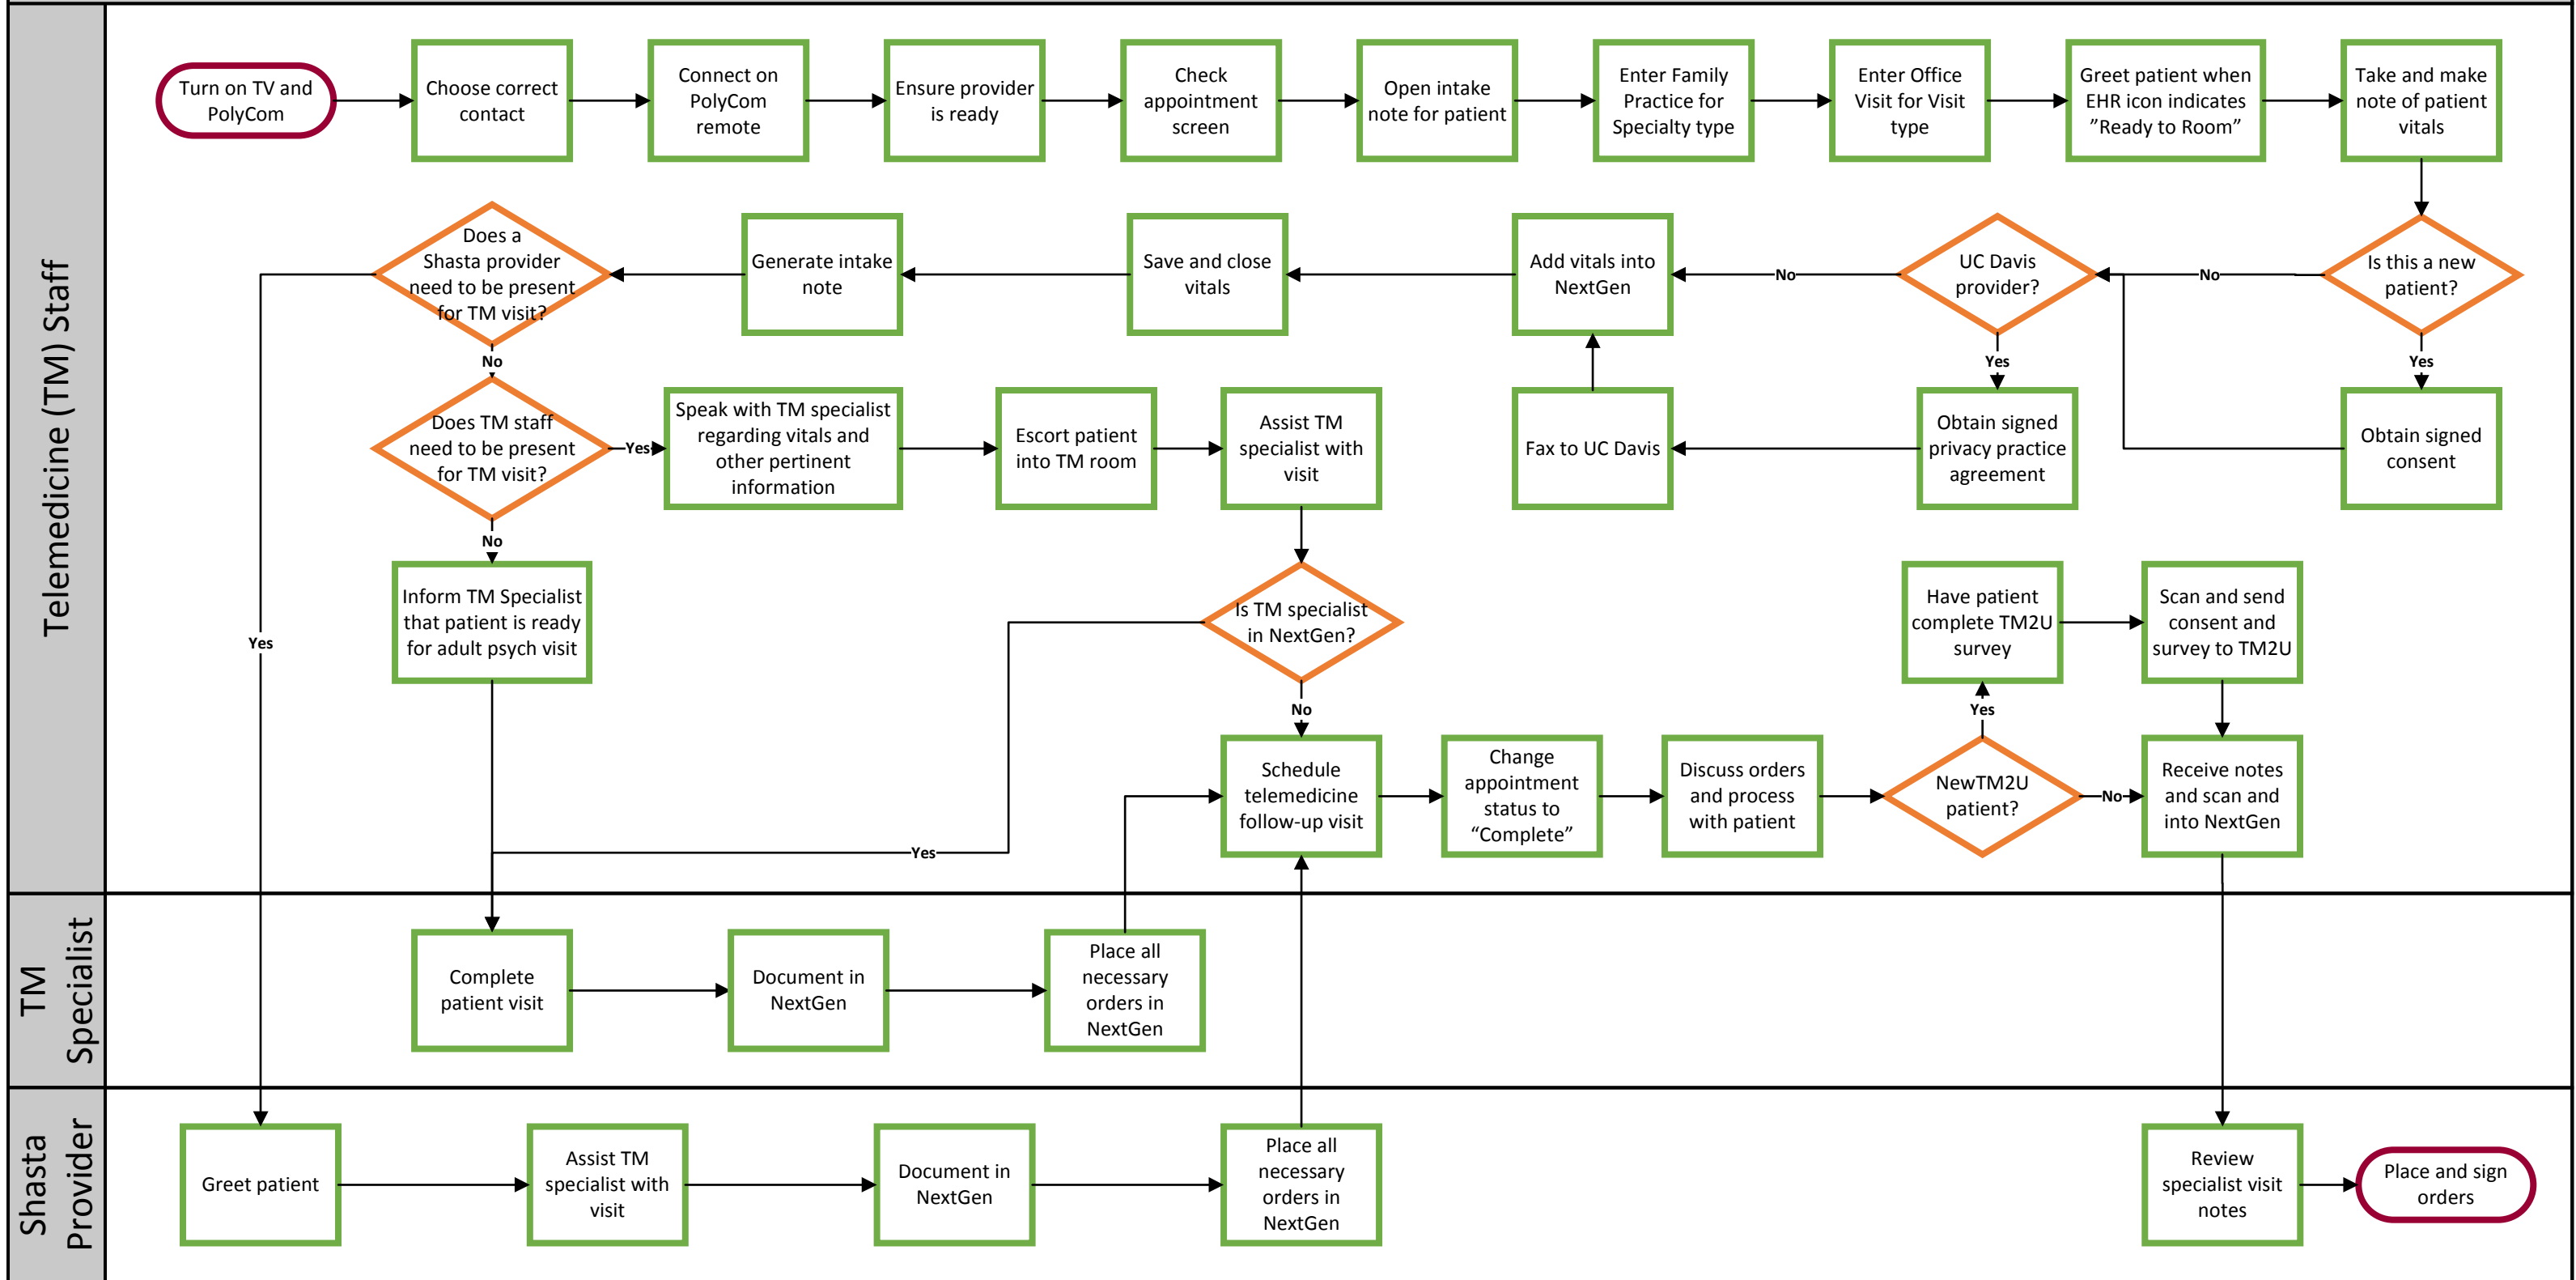 Telemedicine (TM) Staff
Turn on TV and
PolyCom
Choose correct
contact
Connect on
PolyCom
remote
Ensure provider
is ready
Check
appointment
screen
Open intake
note for patient
Enter Family
Practice for
Specialty type
Enter Office
Visit for Visit
type
Greet patient when
EHR icon indicates
”Ready to Room”
Take and make
note of patient
vitals
Is this a new
patient?
No
Yes
Obtain signed
consent
UC Davis
provider?
No
Yes
Obtain signed
privacy practice
agreement
Fax to UC Davis
Add vitals into
NextGen
Save and close
vitals
Generate intake
note
Does a
Shasta provider
need to be present
for TM visit?
Yes
No
Does TM staff
need to be present
for TM visit?
Yes
No
Speak with TM specialist
regarding vitals and
other pertinent
information
Escort patient
into TM room
Assist TM
specialist with
visit
Inform TM Specialist
that patient is ready
for adult psych visit
Is TM specialist
in NextGen?
Yes
No
Schedule
telemedicine
follow-up visit
Change
appointment
status to
“Complete”
Discuss orders
and process
with patient
NewTM2U
patient?
Yes
No
Have patient
complete TM2U
survey
Scan and send
consent and
survey to TM2U
Receive notes
and scan and
into NextGen
TM
Specialist
Complete
patient visit
Document in
NextGen
Place all
necessary
orders in
NextGen
Shasta
Provider
Greet patient
Assist TM
specialist with
visit
Document in
NextGen
Place all
necessary
orders in
NextGen
Review
specialist visit
notes
Place and sign
orders